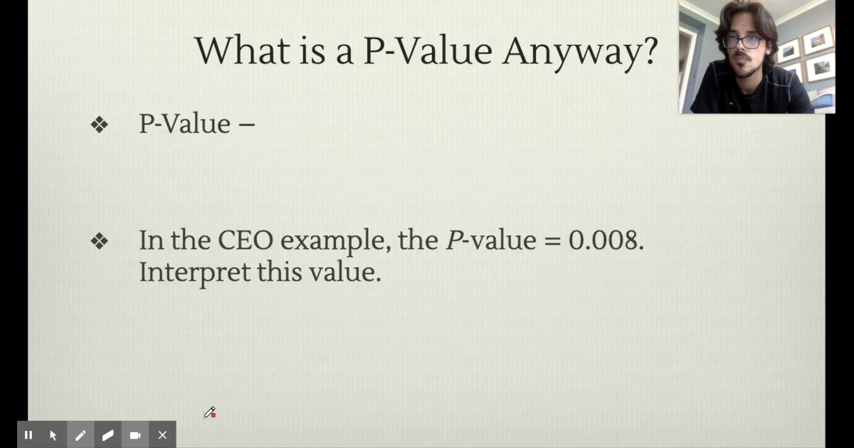 What is a P-Value Anyway?
❖ P-Value –
❖ In the CEO example, the P-value = 0.008.
Interpret this value.